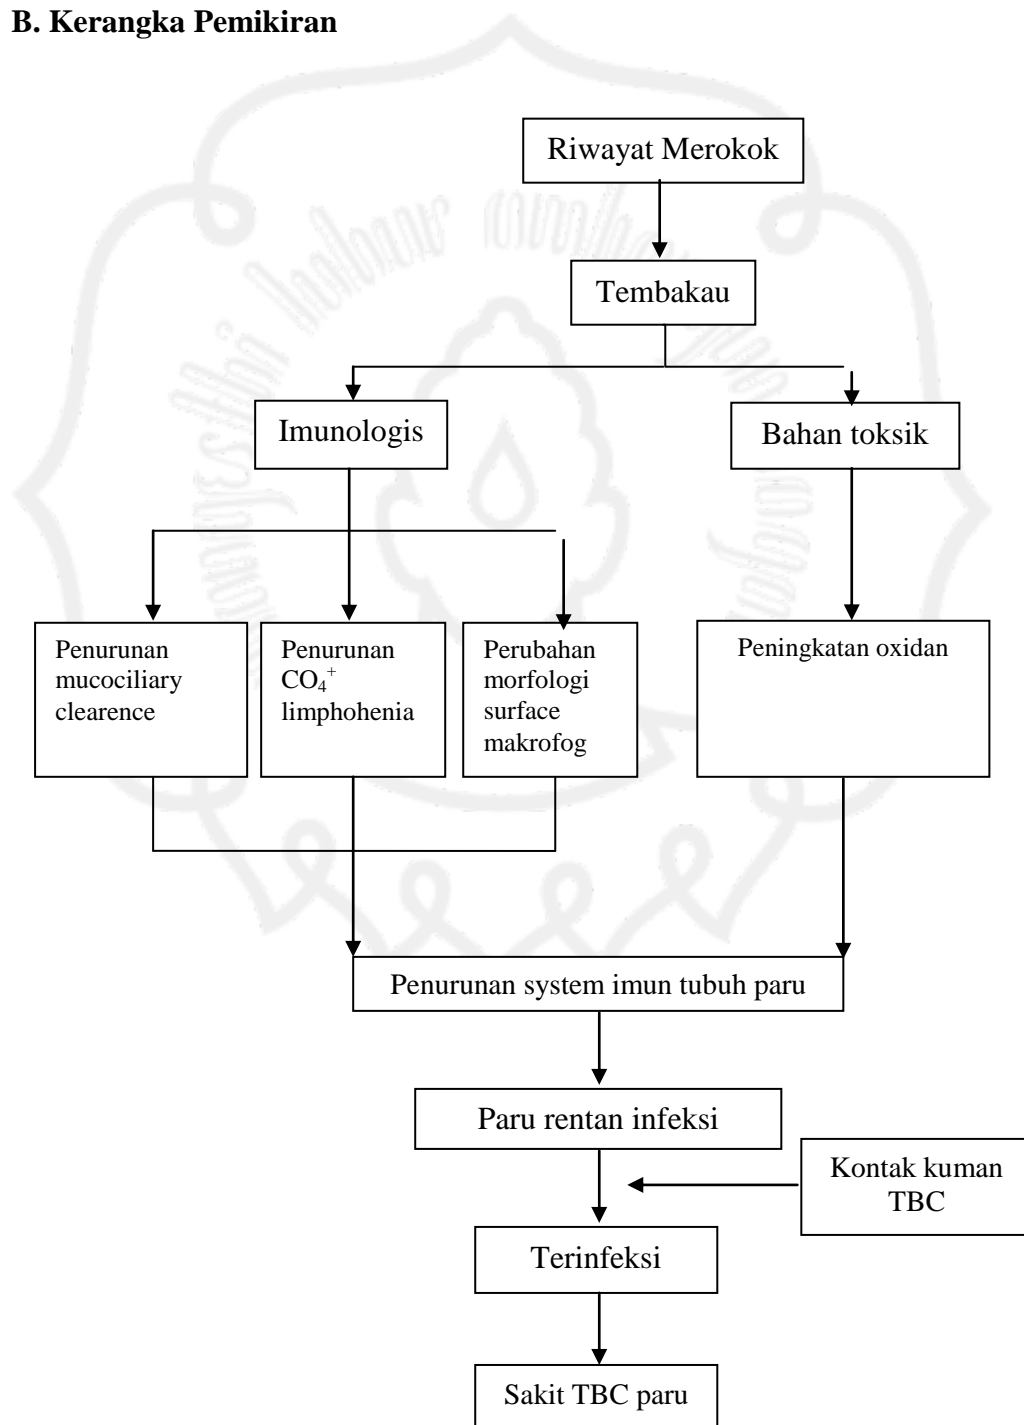 B. Kerangka Pemikiran
Riwayat Merokok
Tembakau
Imunologis
Bahan toksik
Penurunan
mucociliary
clearence
Penurunan
CO₄⁺
limphohenia
Perubahan
morfologi
surface
makrofog
Peningkatan oxidan
Penurunan system imun tubuh paru
Paru rentan infeksi
Kontak kuman
TBC
Terinfeksi
Sakit TBC paru